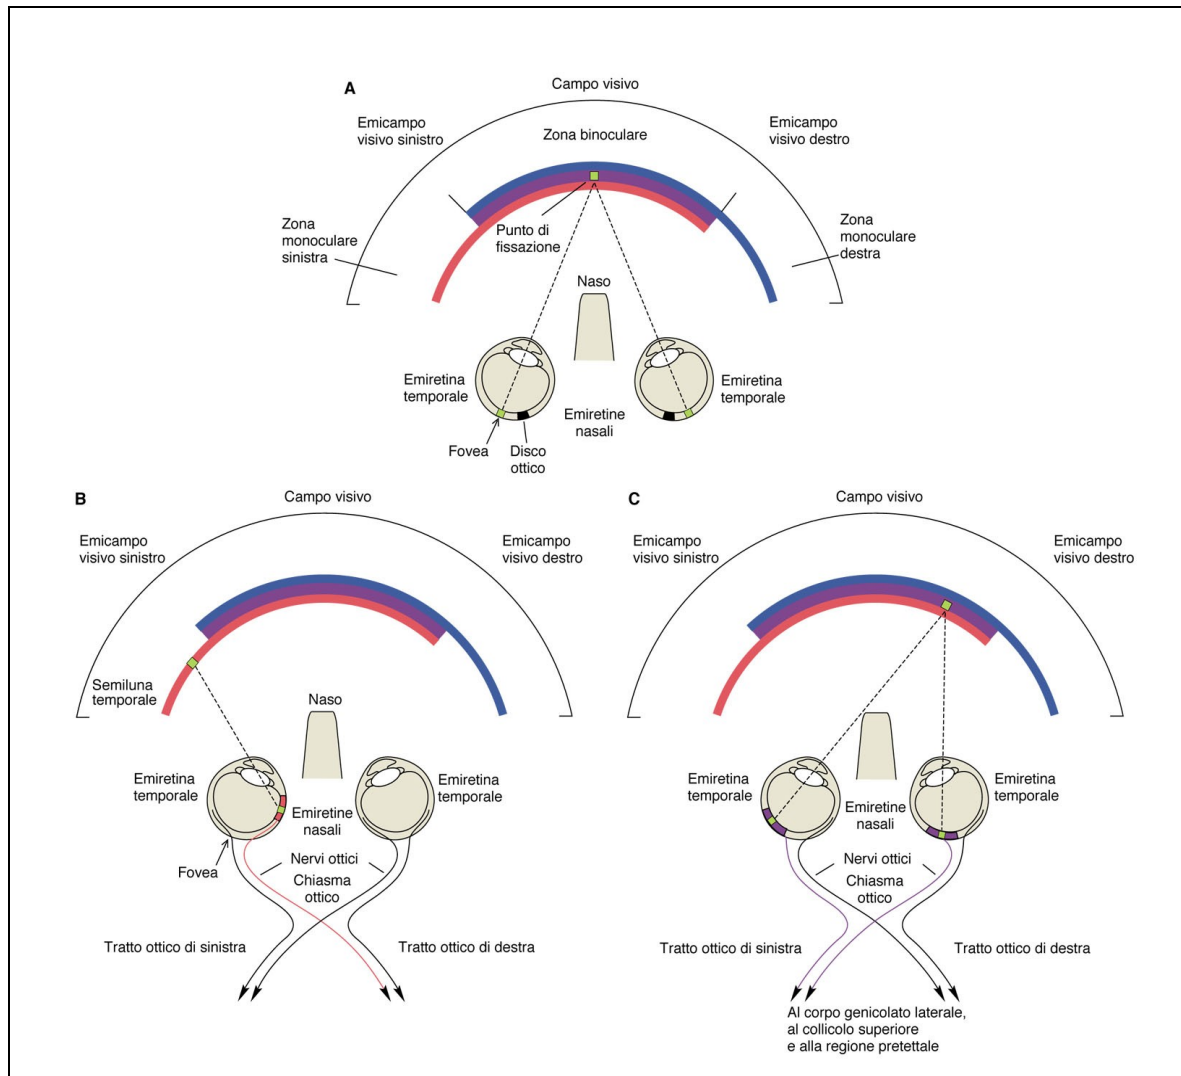 A
Campo visivo
Emicampo
visivo sinistro
Zona binoculare
Emicampo
visivo destro
Zona
monoculare
sinistra
Punto di
fissazione
Zona
monoculare
destra
Naso
Emiretina
temporale
Emiretine
nasali
Emiretina
temporale
Fovea
Disco
ottico
B
Campo visivo
Emicampo
visivo sinistro
Emicampo
visivo destro
Semiluna
temporale
Naso
Emiretina
temporale
Emiretine
nasali
Emiretina
temporale
Fovea
Nervi ottici
Chiasma
ottico
Tratto ottico di sinistra
Tratto ottico di destra
C
Campo visivo
Emicampo
visivo sinistro
Emicampo
visivo destro
Emiretina
temporale
Emiretine
nasali
Emiretina
temporale
Nervi ottici
Chiasma
ottico
Tratto ottico di sinistra
Tratto ottico di destra
Al corpo genicolato laterale,
al collicolo superiore
e alla regione pretettale